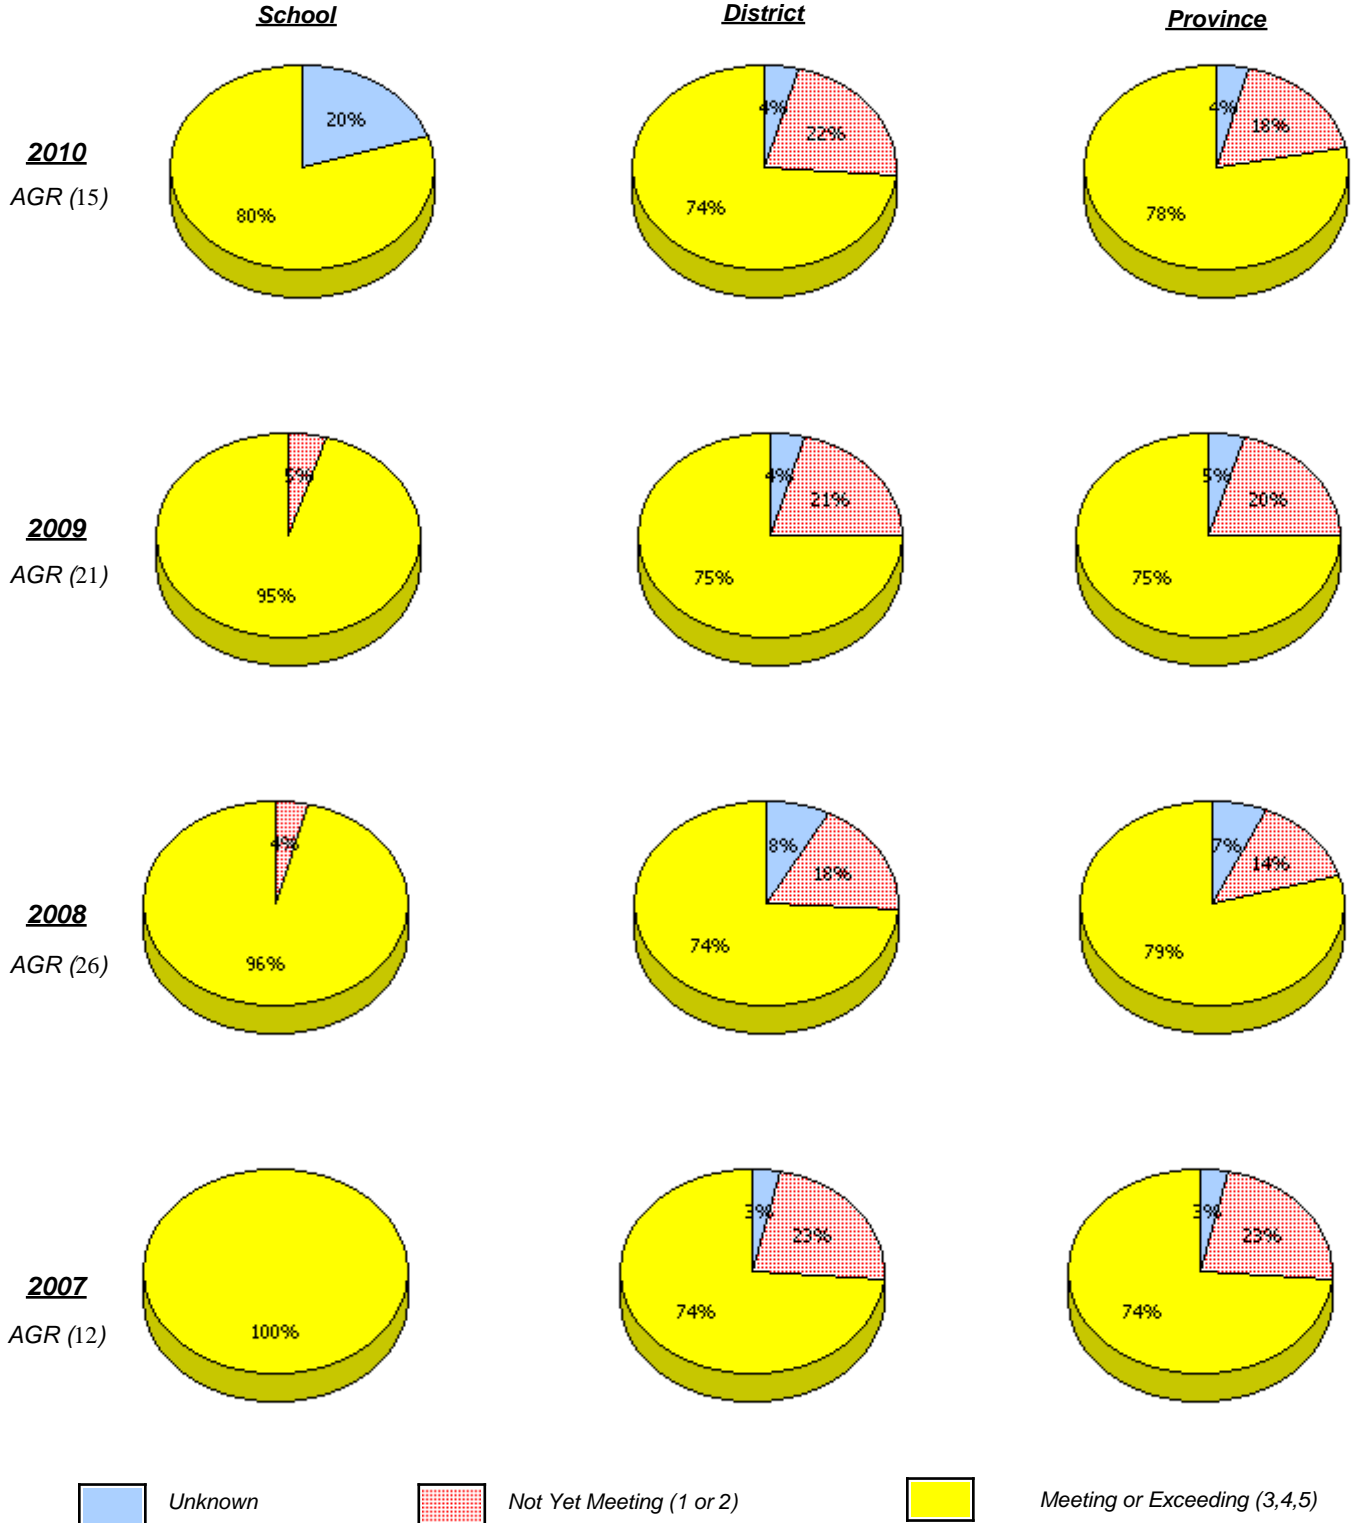 School District Province
20% 4% 22% 4% 18%
2010
AGR (15)
80% 74% 78%
5% 4% 21% 5% 20%
2009
AGR (21)
95% 75% 75%
4% 8% 18% 7% 14%
2008
AGR (26)
96% 74% 79%
3% 23% 3% 23%
2007
AGR (12)
100% 74% 74%
Unknown Not Yet Meeting (1 or 2) Meeting or Exceeding (3,4,5)